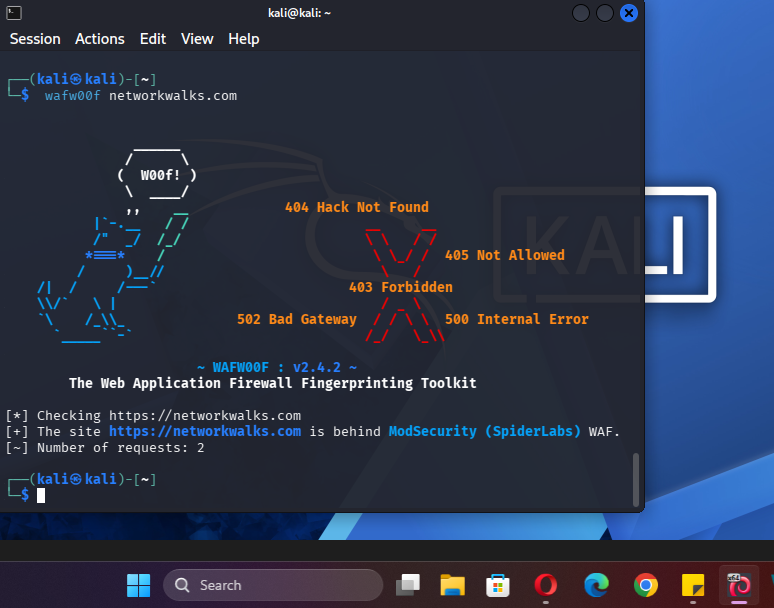 kali@kali: ~
Session Actions Edit View Help
┌──(kali㉿kali)-[~]
└─$ wafw00f networkwalks.com
( W00f! )
404 Hack Not Found
405 Not Allowed
403 Forbidden
502 Bad Gateway 500 Internal Error
~ WAFW00F : v2.4.2 ~
The Web Application Firewall Fingerprinting Toolkit
[*] Checking https://networkwalks.com
[+] The site https://networkwalks.com is behind ModSecurity (SpiderLabs) WAF.
[~] Number of requests: 2
┌──(kali㉿kali)-[~]
└─$
KALI
Search
x64